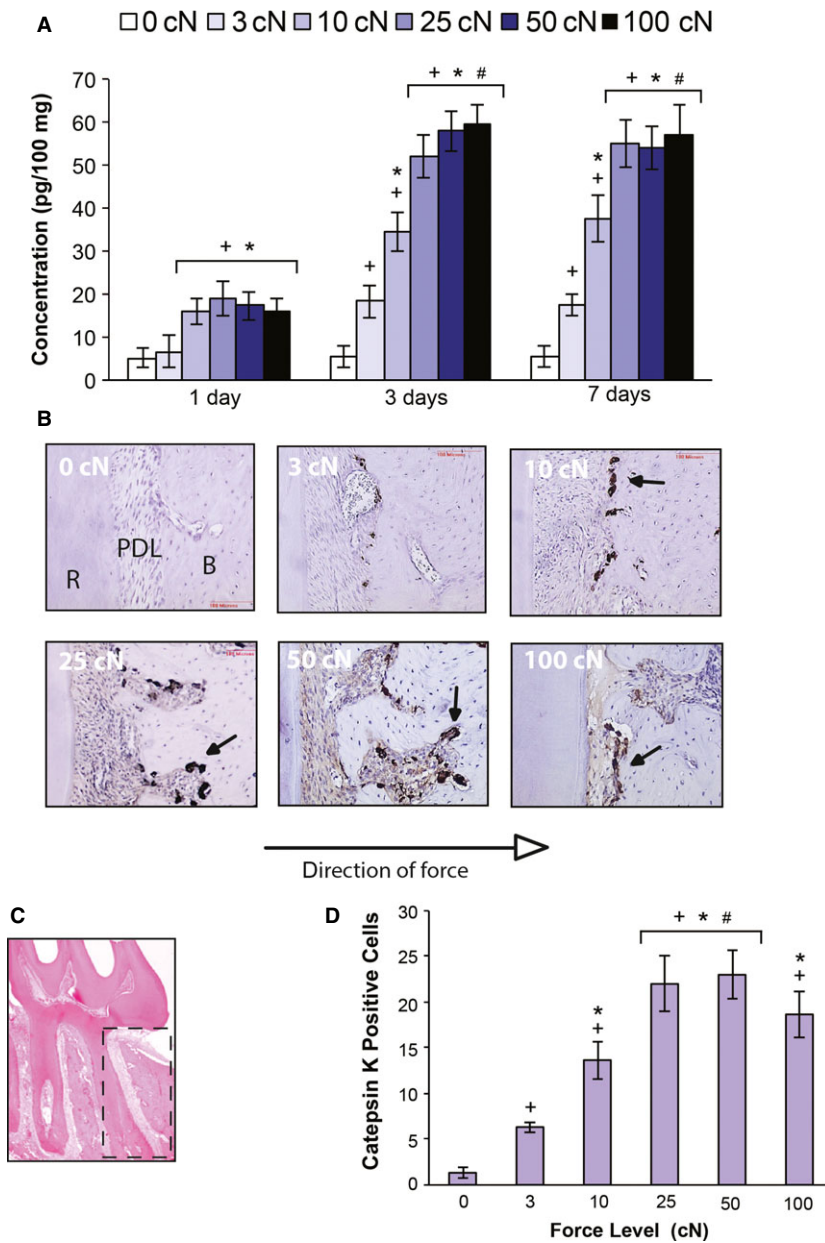 A
0 cN 3 cN 10 cN 25 cN 50 cN 100 cN
Concentration (pg/100 mg)
70
60
50
40
30
20
10
0
+ *
+
*
+
+ * #
+
*
+
+ * #
1 day 3 days 7 days
B
0 cN 3 cN 10 cN
R PDL B
25 cN 50 cN 100 cN
Direction of force
C
D
Catepsin K Positive Cells
30
25
20
15
10
5
0
+
*
+
+ * #
*
+
0 3 10 25 50 100
Force Level (cN)